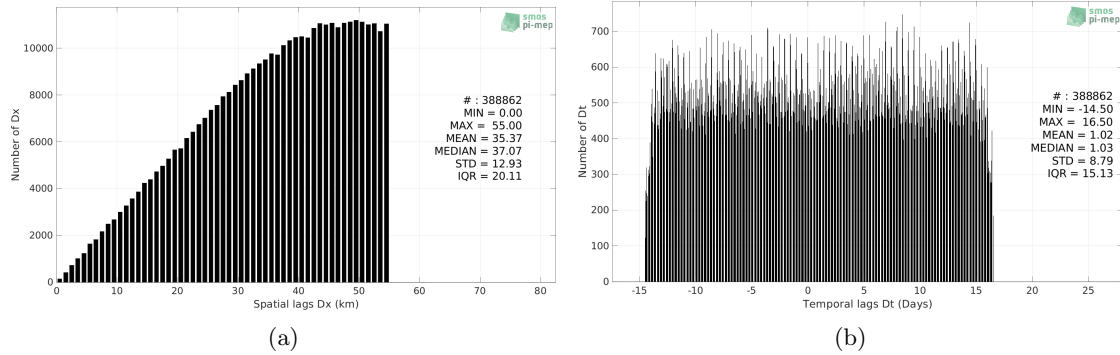 smos
pi-mep
10000
8000
6000
4000
2000
0
Number of Dx
# : 388862
MIN = 0.00
MAX = 55.00
MEAN = 35.37
MEDIAN = 37.07
STD = 12.93
IQR = 20.11
0 10 20 30 40 50 60 70 80
Spatial lags Dx (km)
(a)
smos
pi-mep
700
600
500
400
300
200
100
0
Number of Dt
# : 388862
MIN = -14.50
MAX = 16.50
MEAN = 1.02
MEDIAN = 1.03
STD = 8.79
IQR = 15.13
-15 -10 -5 0 5 10 15 20 25
Temporal lags Dt (Days)
(b)